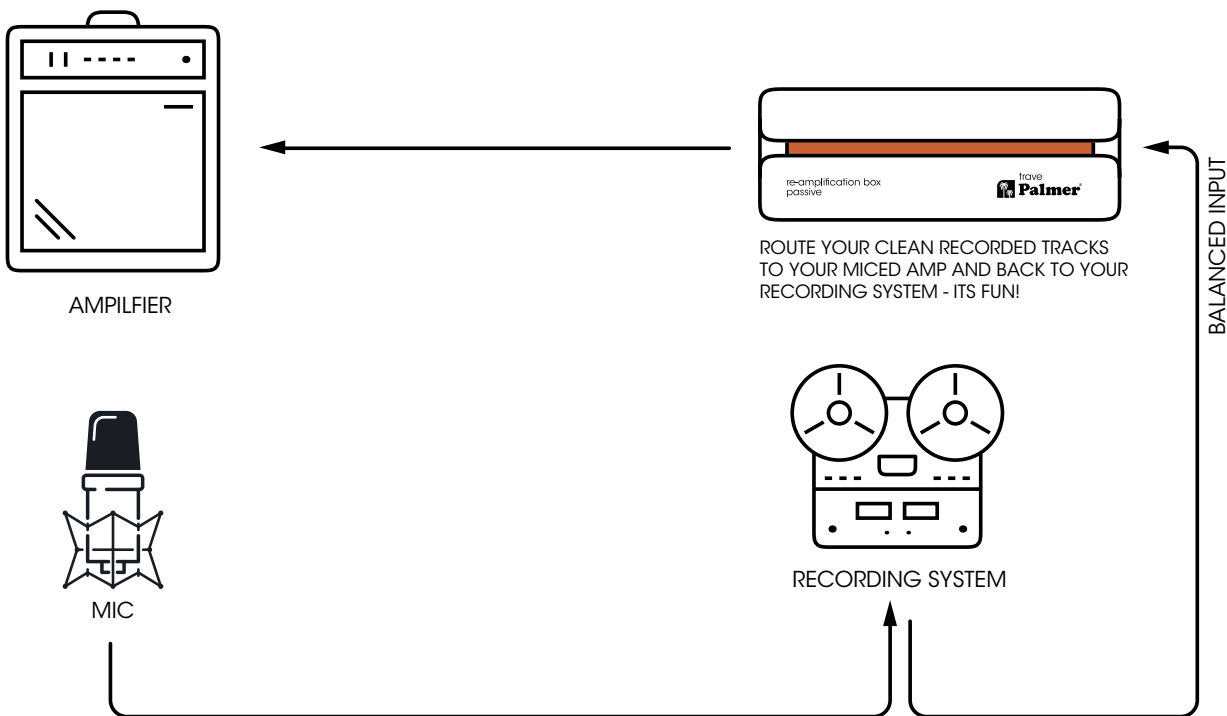 re-amplification box
passive
trave
Palmer
ROUTE YOUR CLEAN RECORDED TRACKS
TO YOUR MICED AMP AND BACK TO YOUR
RECORDING SYSTEM - ITS FUN!
BALANCED INPUT
AMPILFIER
RECORDING SYSTEM
MIC